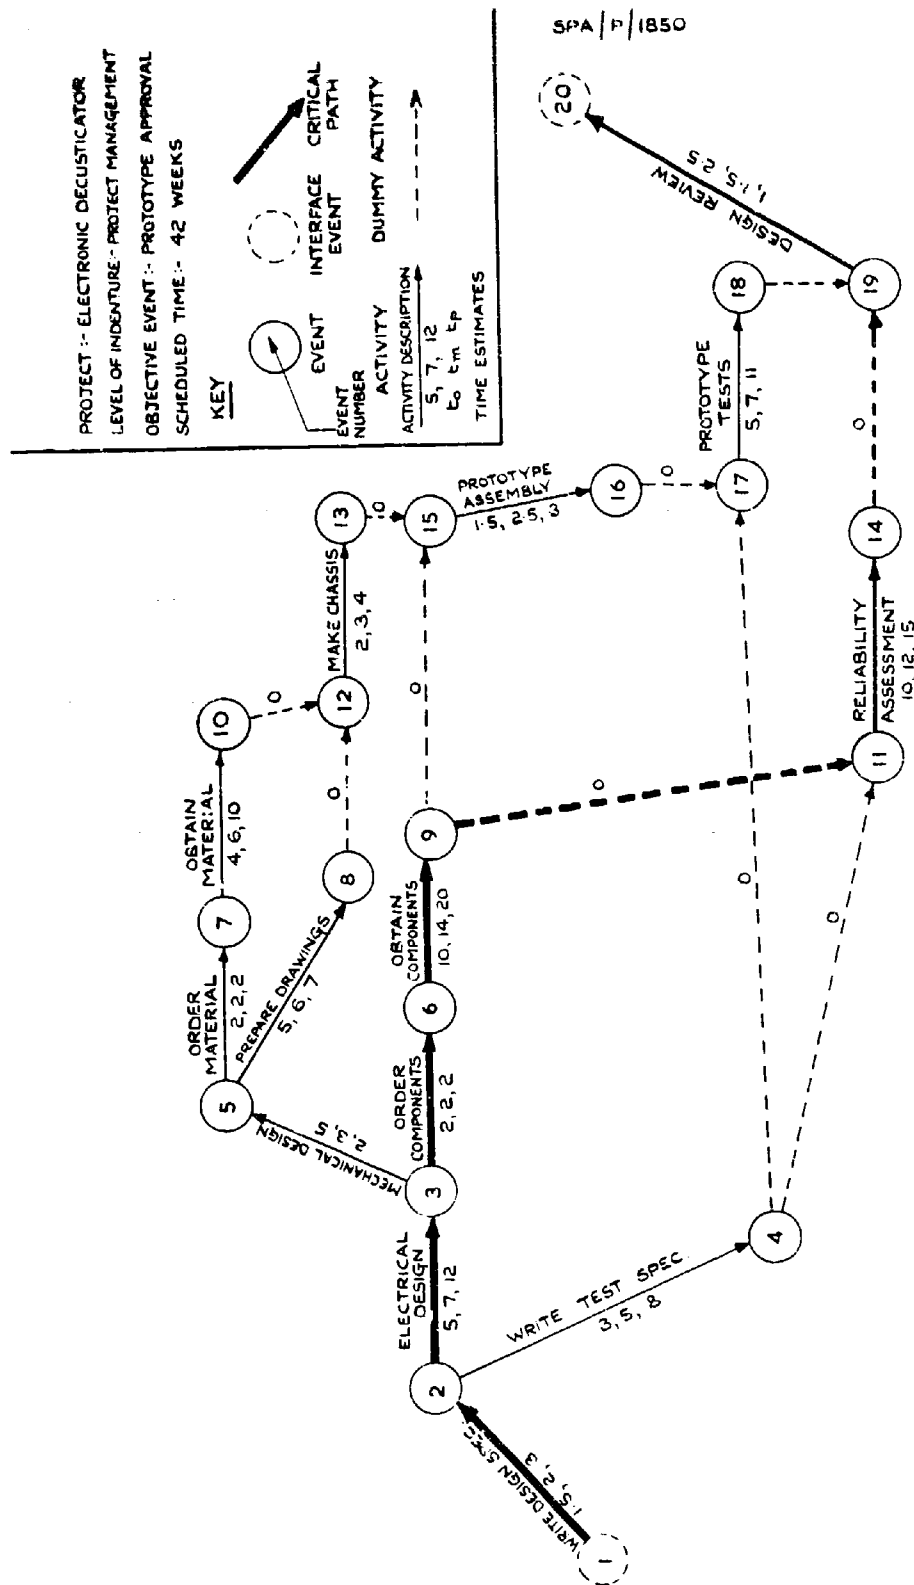 SPA/P/1850
PROJECT :- ELECTRONIC DECUSTICATOR
LEVEL OF INDENTURE:- PROJECT MANAGEMENT
OBJECTIVE EVENT:- PROTOTYPE APPROVAL
SCHEDULED TIME:- 42 WEEKS
KEY
EVENT
NUMBER
EVENT
INTERFACE
EVENT
CRITICAL
PATH
ACTIVITY
ACTIVITY DESCRIPTION
5, 7, 12
to tm tp
TIME ESTIMATES
DUMMY ACTIVITY
1
WRITE DESIGN SPEC.
1·5, 2, 3
2
ELECTRICAL
DESIGN
5, 7, 12
WRITE TEST SPEC.
3, 5, 8
3
4
MECHANICAL DESIGN
2, 3, 5
5
ORDER
MATERIAL
2, 2, 2
PREPARE DRAWINGS
5, 6, 7
ORDER
COMPONENTS
2, 2, 2
6
7
OBTAIN
MATERIAL
4, 6, 10
8
OBTAIN
COMPONENTS
10, 14, 20
9
10
0
0
12
MAKE CHASSIS
2, 3, 4
13
0
0
15
PROTOTYPE
ASSEMBLY
1·5, 2·5, 3
16
0
17
0
0
0
11
RELIABILITY
ASSESSMENT
10, 12, 15
14
0
PROTOTYPE
TESTS
5, 7, 11
18
19
DESIGN REVIEW
1, 1·5, 2·5
20